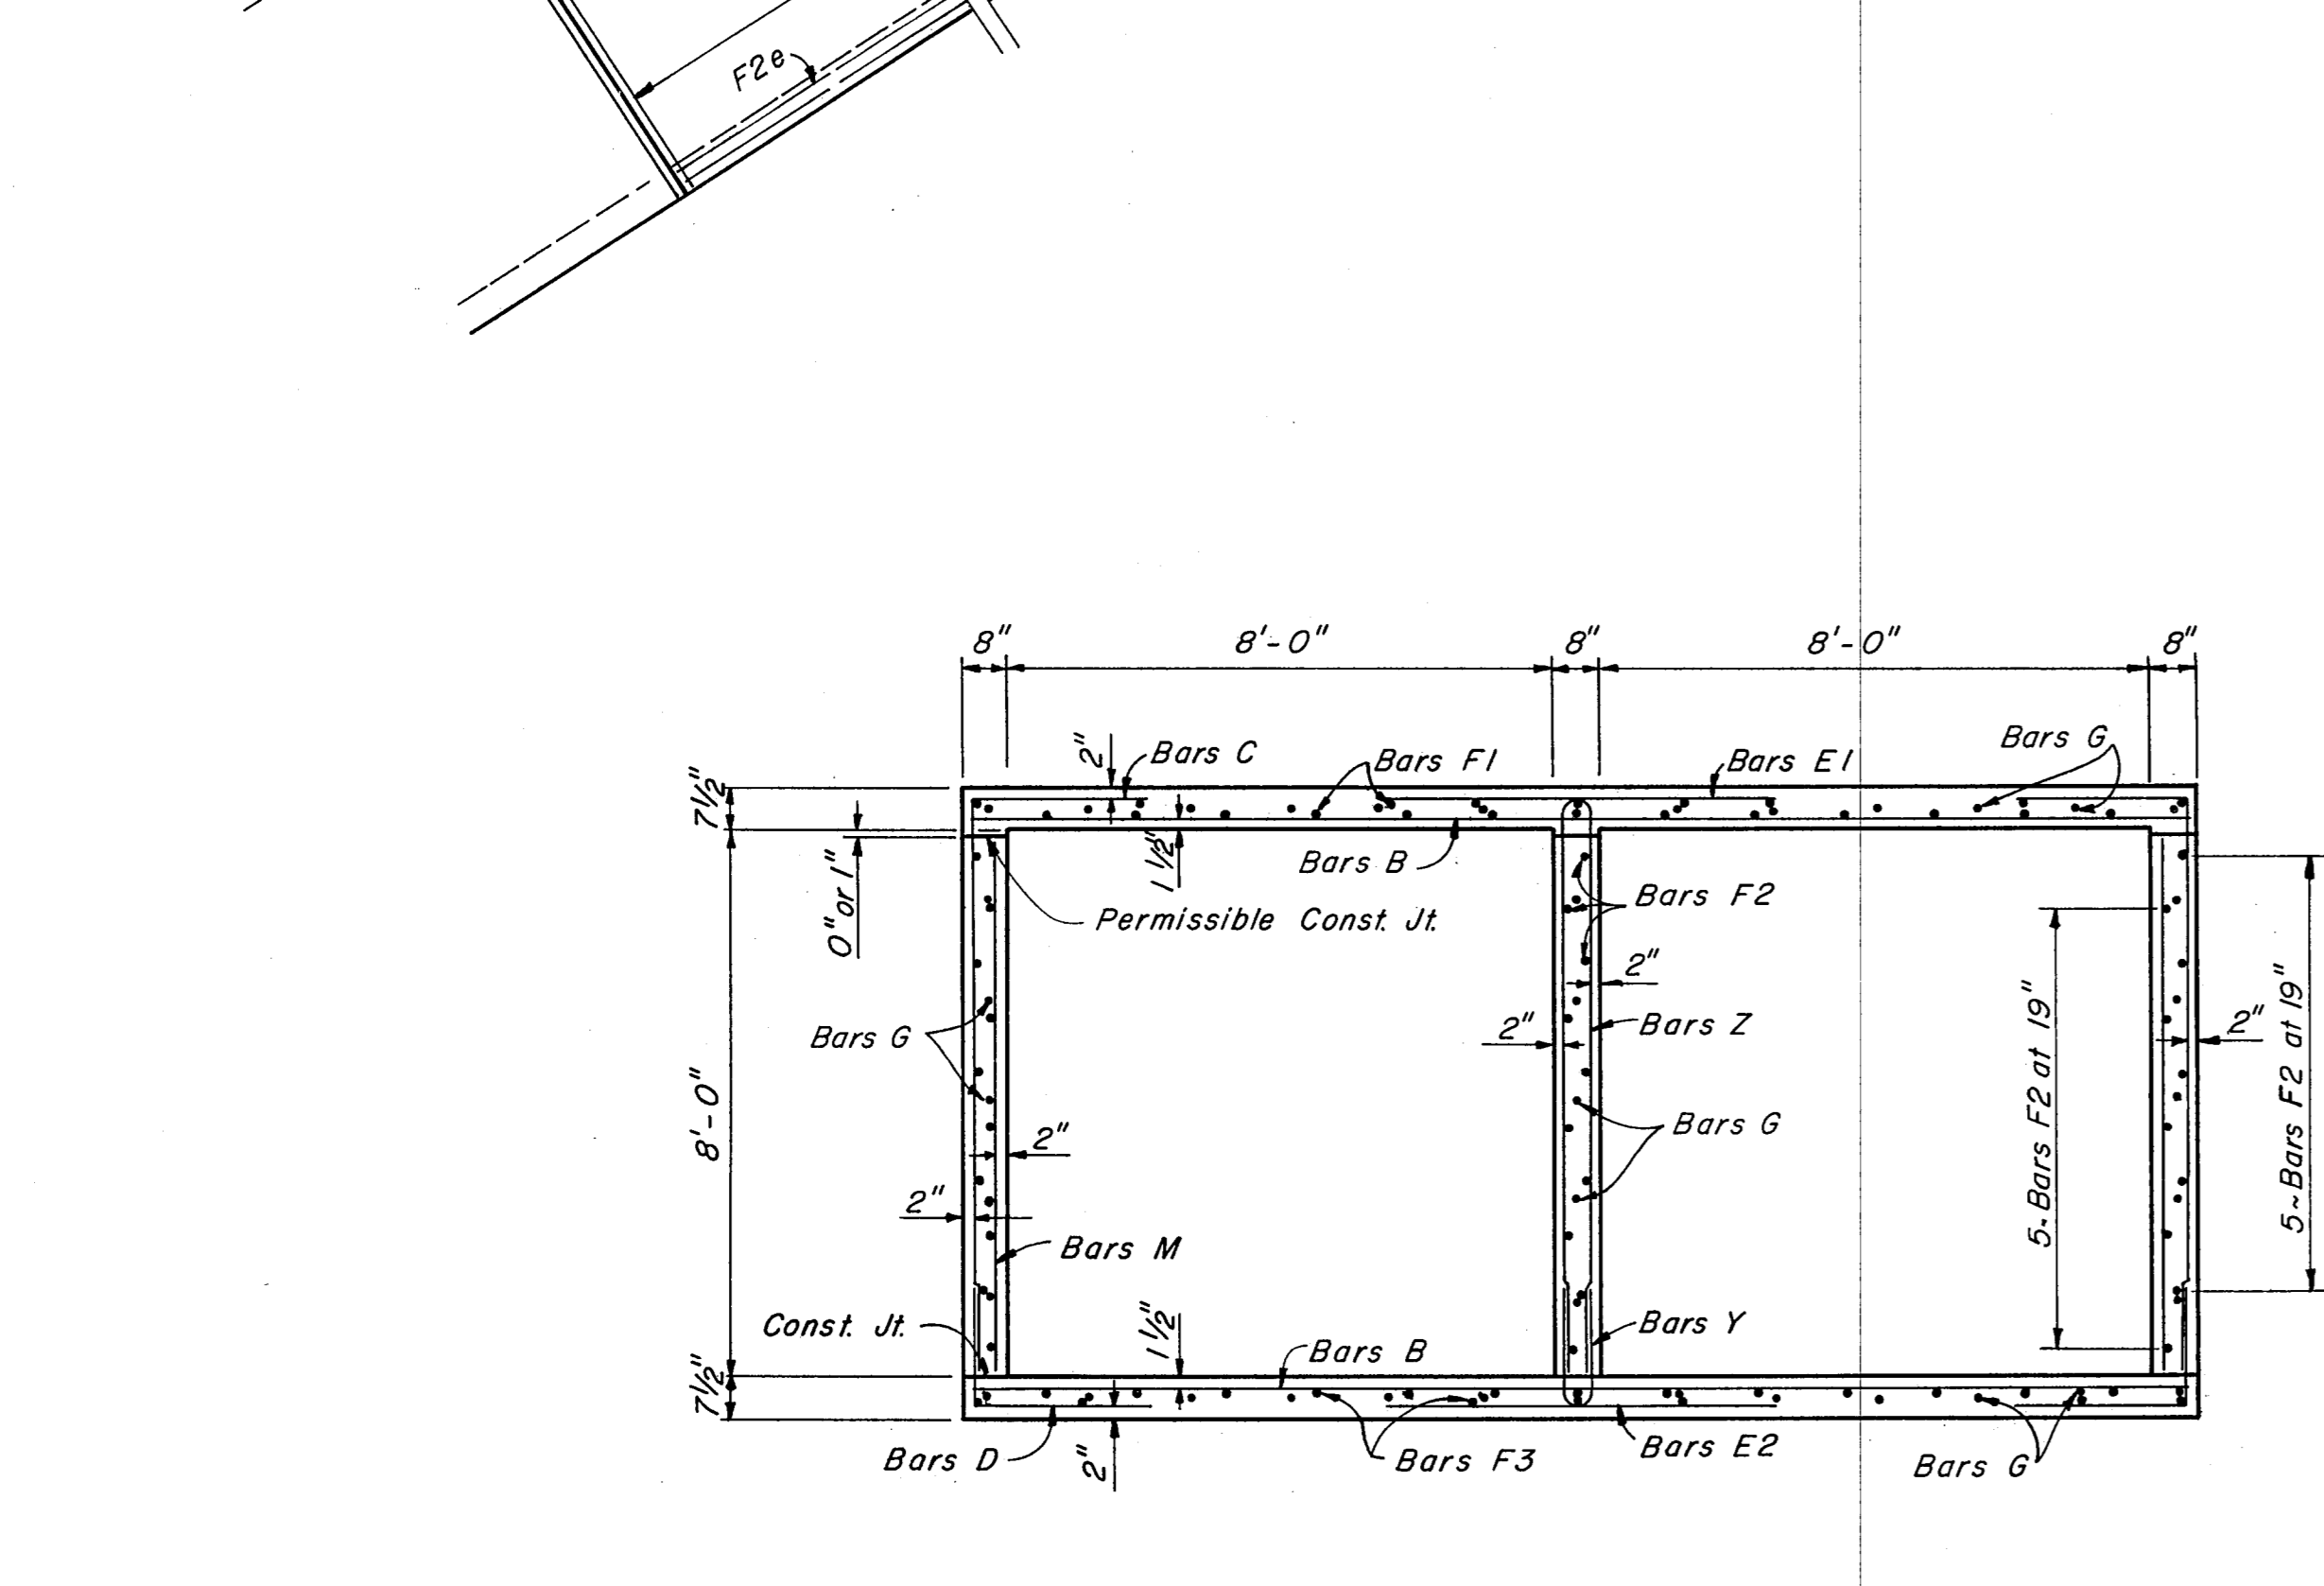 F2e
8" 8'-0" 8" 8'-0" 8"
7½"
2"
Bars C
Bars F1
Bars E1
Bars G
0" or 1"
1½"
Bars B
Permissible Const. Jt.
Bars F2
2"
2"
Bars Z
Bars G
8'-0"
2"
2"
Bars G
Bars M
5-Bars F2 at 19"
2"
5~Bars F2 at 19"
Const. Jt.
1½"
Bars B
Bars Y
7½"
Bars D
2"
Bars F3
Bars E2
Bars G